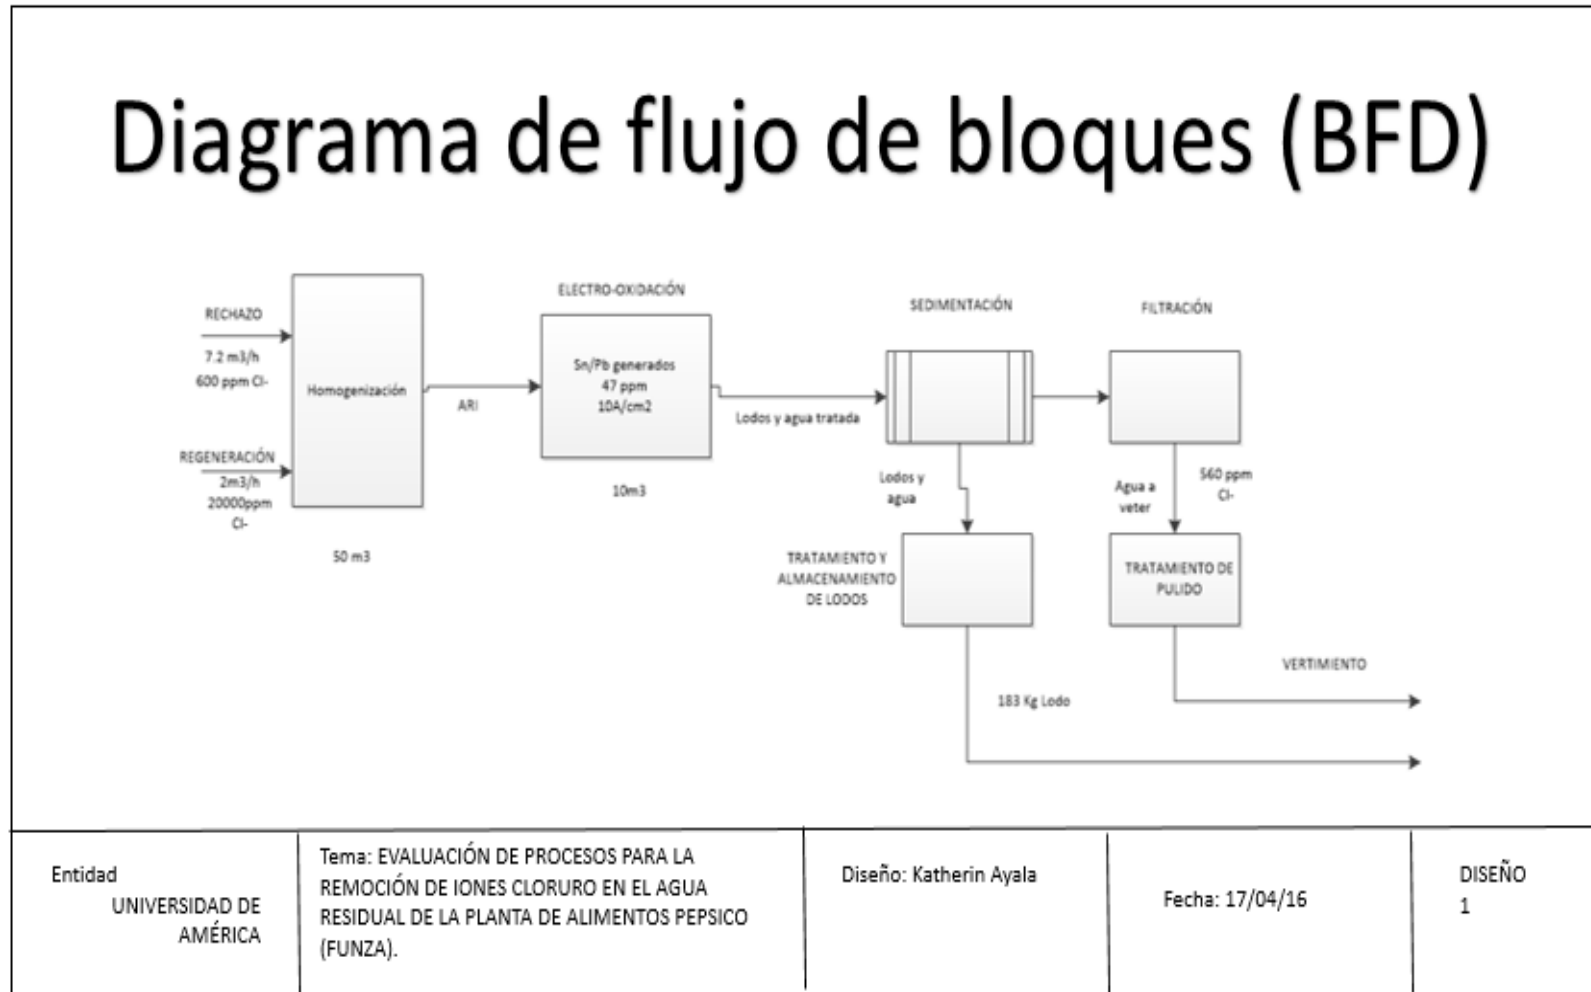 Diagrama de flujo de bloques (BFD)
RECHAZO
7.2 m3/h
600 ppm Cl-
REGENERACIÓN
2m3/h
20000ppm
Cl-
Homogenización
50 m3
ARI
ELECTRO-OXIDACIÓN
Sn/Pb generados
47 ppm
10A/cm2
10m3
Lodos y agua tratada
SEDIMENTACIÓN
Lodos y
agua
TRATAMIENTO Y
ALMACENAMIENTO
DE LODOS
183 Kg Lodo
FILTRACIÓN
Agua a
veter
560 ppm
Cl-
TRATAMIENTO DE
PULIDO
VERTIMIENTO
Entidad
UNIVERSIDAD DE
AMÉRICA
Tema: EVALUACIÓN DE PROCESOS PARA LA
REMOCIÓN DE IONES CLORURO EN EL AGUA
RESIDUAL DE LA PLANTA DE ALIMENTOS PEPSICO
(FUNZA).
Diseño: Katherin Ayala
Fecha: 17/04/16
DISEÑO
1